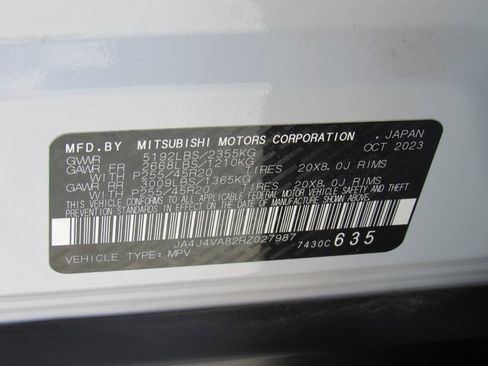 MFD.BY MITSUBISHI MOTORS CORPORATION , JAPAN
GVWR 5192LBS/2355KG OCT 2023
GAWR FR 2668LBS/1210KG
WITH P255/45R20 TIRES 20X8.0J RIMS
GAWR RR 3009LBS/1365KG
WITH P255/45R20 TIRES 20X8.0J RIMS
THIS VEHICLE CONFORMS TO ALL APPLICABLE FEDERAL MOTOR VEHICLE SAFETY AND THEFT
PREVENTION STANDARDS IN EFFECT ON THE DATE OF MANUFACTURE SHOWN ABOVE.
JA4J4VA82RZ027987 7430C 635
VEHICLE TYPE: MPV